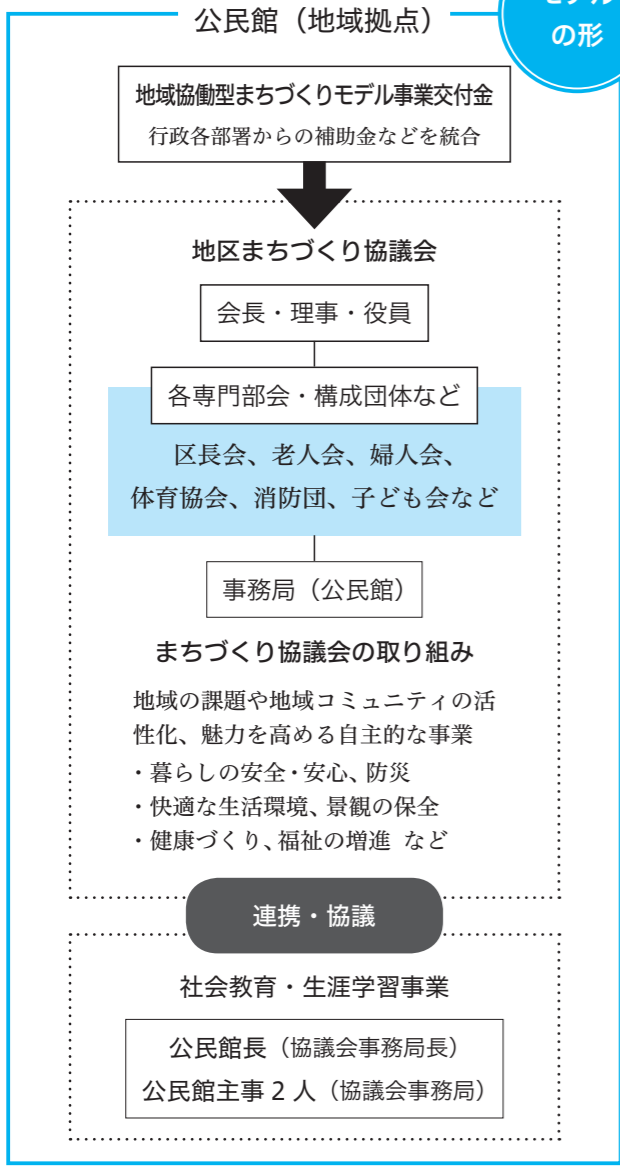 公民館（地域拠点）
の形
地域協働型まちづくりモデル事業交付金
行政各部署からの補助金などを統合
地区まちづくり協議会
会長・理事・役員
各専門部会・構成団体など
区長会、老人会、婦人会、
体育協会、消防団、子ども会など
事務局（公民館）
まちづくり協議会の取り組み
地域の課題や地域コミュニティの活
性化、魅力を高める自主的な事業
・暮らしの安全・安心、防災
・快適な生活環境、景観の保全
・健康づくり、福祉の増進 など
連携・協議
社会教育・生涯学習事業
公民館長（協議会事務局長）
公民館主事 2 人（協議会事務局）